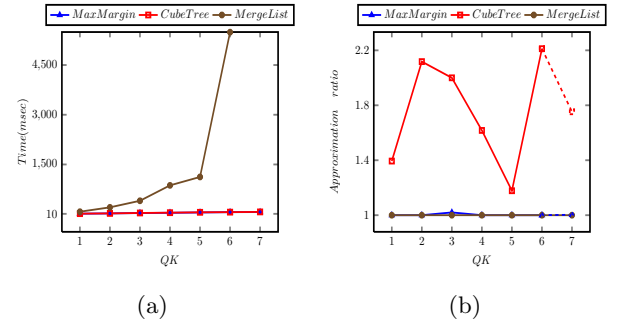 MaxMargin CubeTree MergeList
4,500
3,000
1,500
10
Time(msec)
1 2 3 4 5 6 7
QK
(a)
MaxMargin CubeTree MergeList
2.2
1.8
1.4
1
Approximation ratio
1 2 3 4 5 6 7
QK
(b)